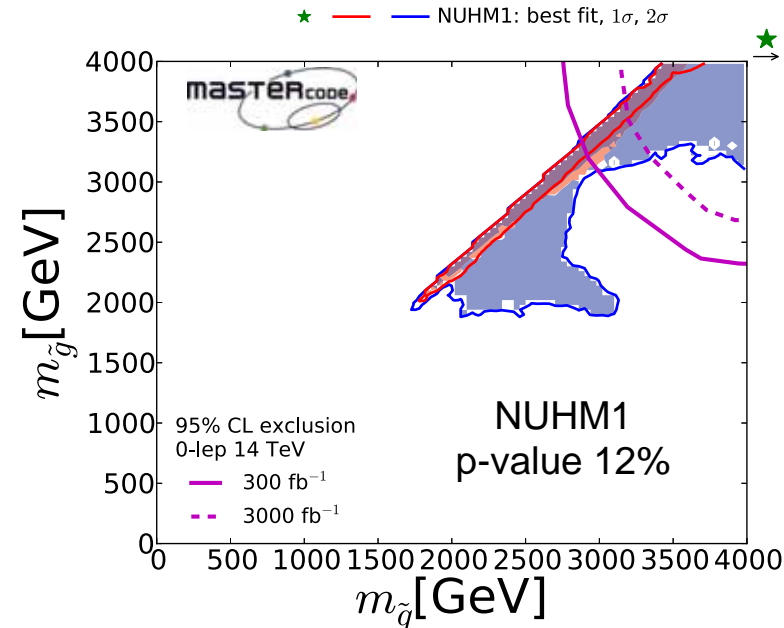 NUHM1: best fit, 1σ, 2σ
MASTERCODE
4000
3500
3000
2500
2000
1500
1000
500
0
m_g̃ [GeV]
95% CL exclusion
0-lep 14 TeV
300 fb⁻¹
3000 fb⁻¹
NUHM1
p-value 12%
0 500 1000 1500 2000 2500 3000 3500 4000
m_q̃ [GeV]